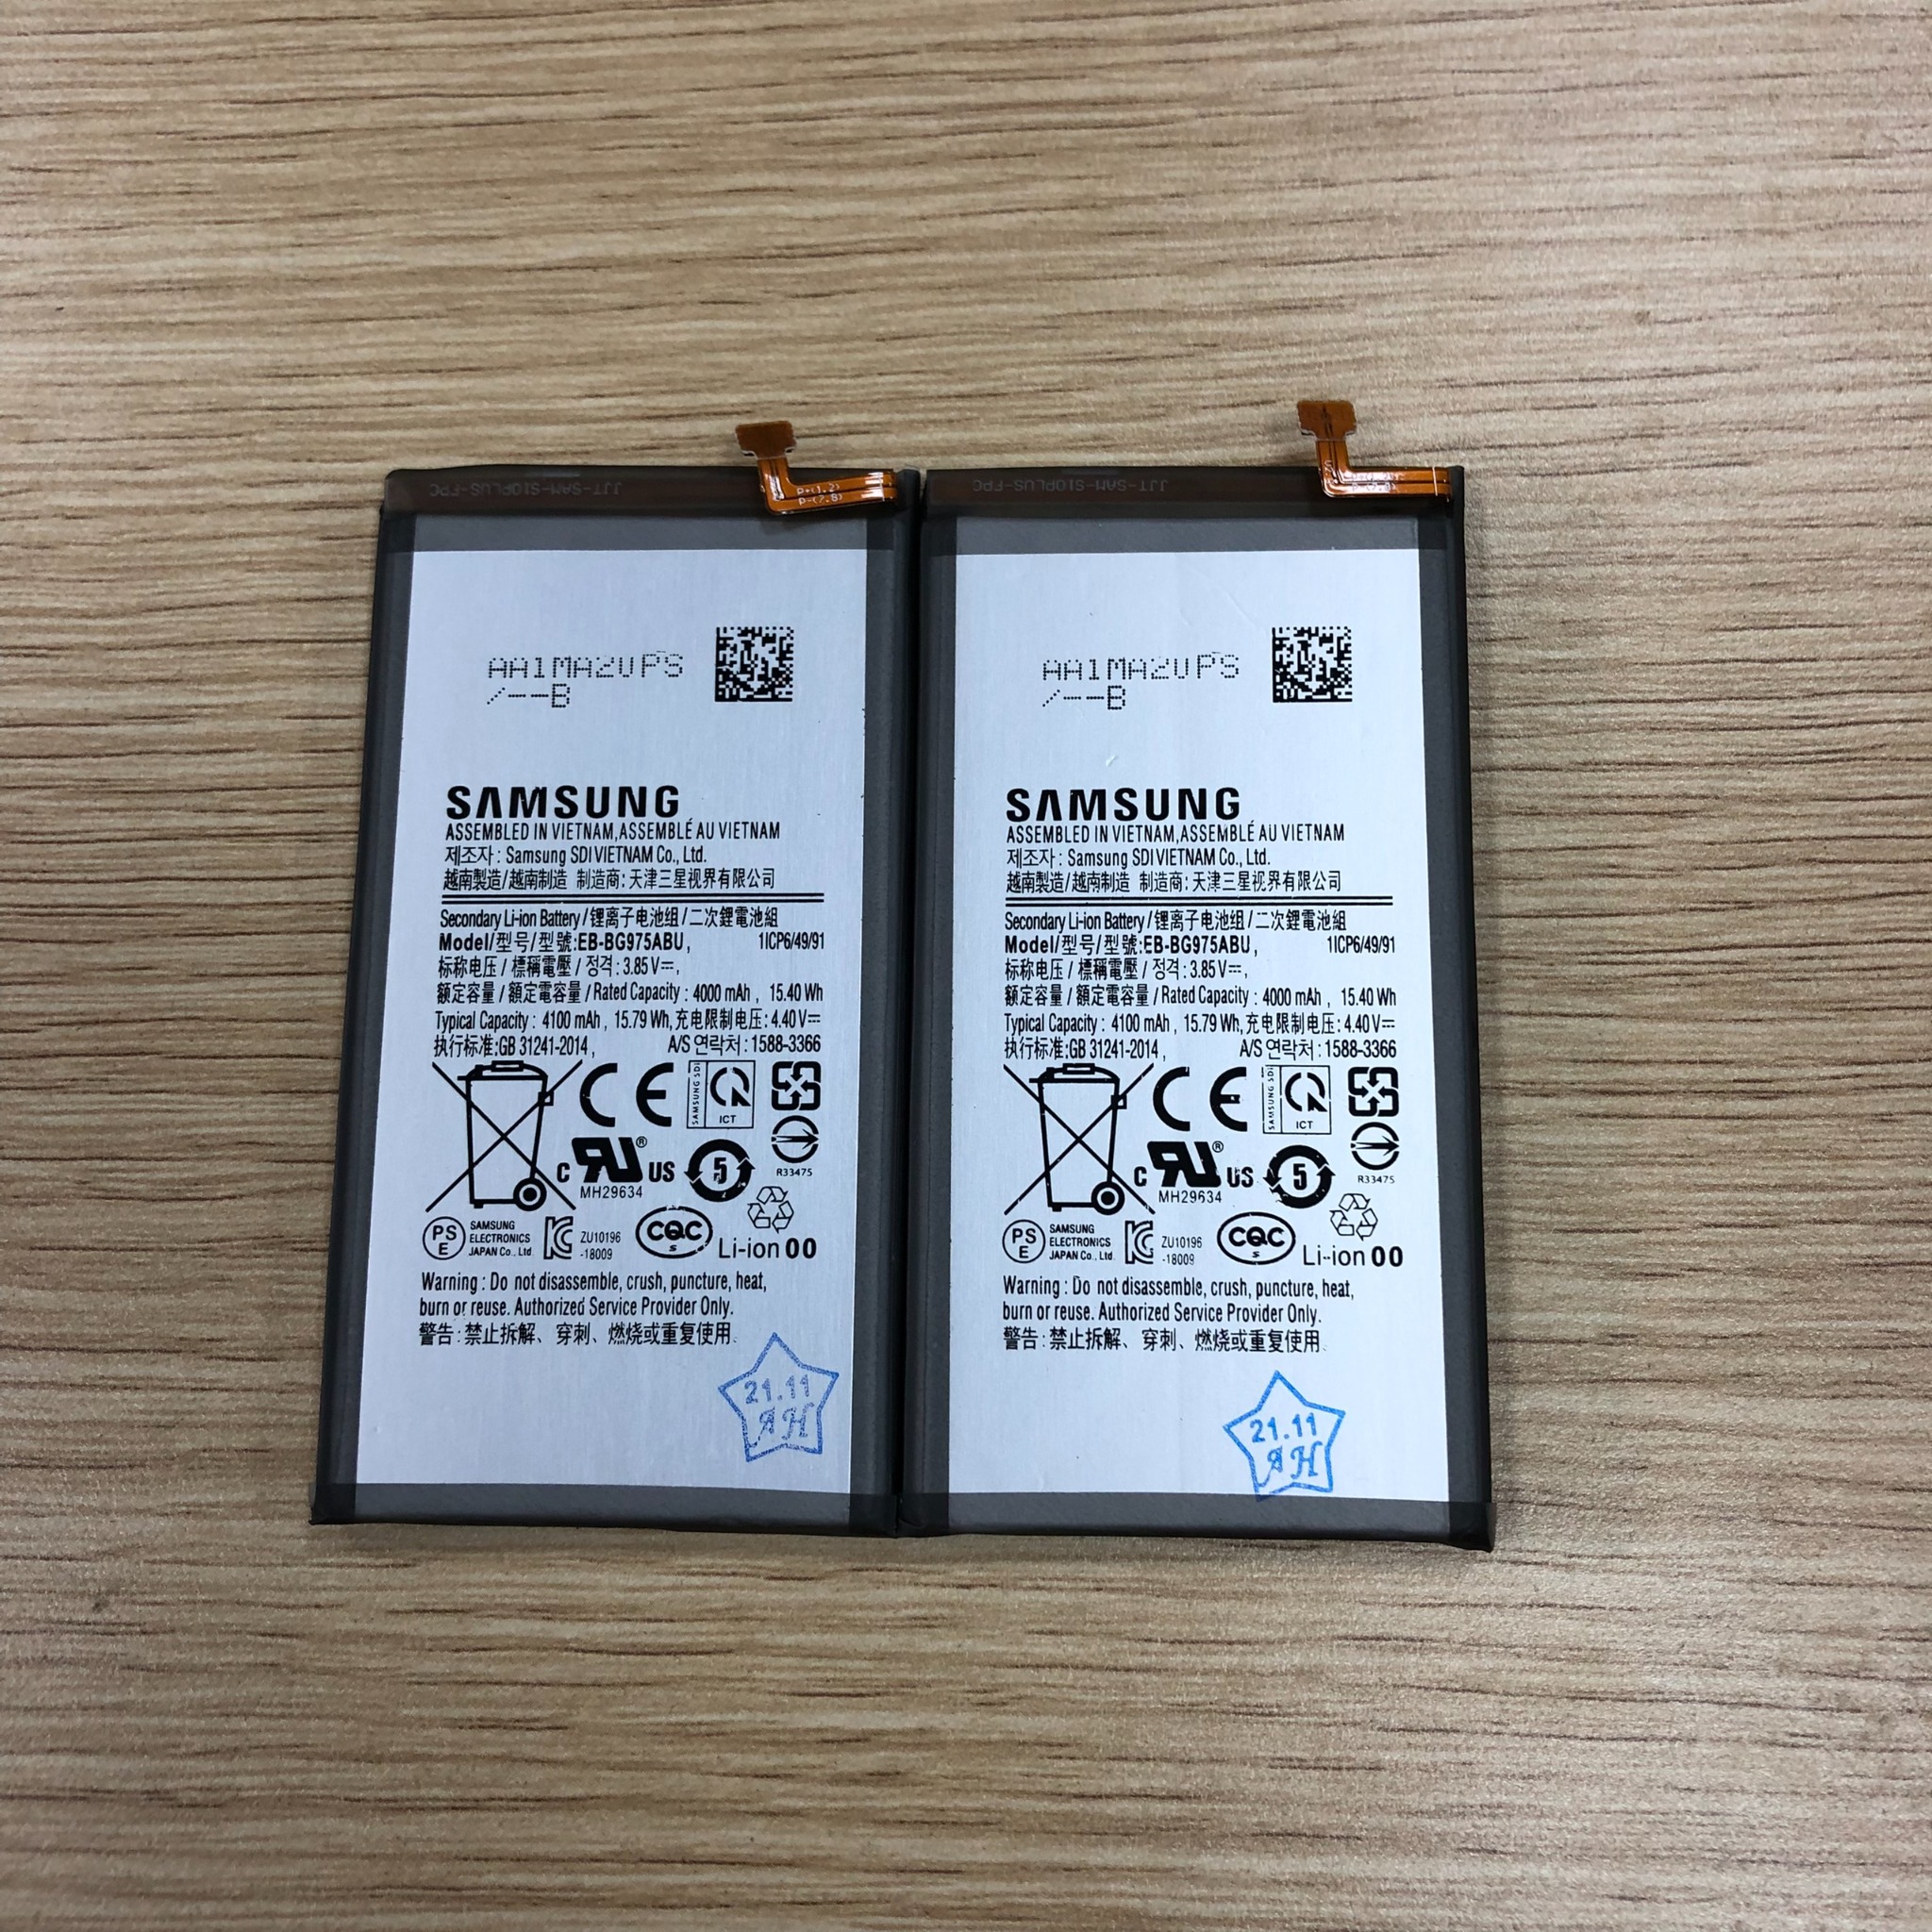 JJT-SAM-S10PLUS-FPC
P+(1,2)
P-(7,8)
AA1MA2UPS
/--B
SAMSUNG
ASSEMBLED IN VIETNAM,ASSEMBLÉ AU VIETNAM
제조자: Samsung SDIVIETNAM Co., Ltd.
越南製造/越南制造 制造商:天津三星视界有限公司
Secondary Li-ion Battery/锂离子电池组/二次鋰電池組
Model/型号/型號:EB-BG975ABU, 1ICP6/49/91
标称电压/標稱電壓/정격:3.85V⎓,
额定容量/額定電容量/Rated Capacity: 4000 mAh, 15.40 Wh
Typical Capacity: 4100 mAh, 15.79 Wh,充电限制电压:4.40V⎓
执行标准:GB 31241-2014, A/S 연락처:1588-3366
CE
SAMSUNG SDI
ICT
c RU ® US
MH29634
5
R33475
PS
E
SAMSUNG
ELECTRONICS
JAPAN Co., Ltd.
KC
ZU10196
-18009
CQC
S
Li-ion 00
Warning: Do not disassemble, crush, puncture, heat,
burn or reuse. Authorized Service Provider Only.
警告:禁止拆解、穿刺、燃烧或重复使用.
21.11
AH
JJT-SAM-S10PLUS-FPC
AA1MA2UPS
/--B
SAMSUNG
ASSEMBLED IN VIETNAM,ASSEMBLÉ AU VIETNAM
제조자: Samsung SDIVIETNAM Co., Ltd.
越南製造/越南制造 制造商:天津三星视界有限公司
Secondary Li-ion Battery/锂离子电池组/二次鋰電池組
Model/型号/型號:EB-BG975ABU, 1ICP6/49/91
标称电压/標稱電壓/정격:3.85V⎓,
额定容量/額定電容量/Rated Capacity: 4000 mAh, 15.40 Wh
Typical Capacity: 4100 mAh, 15.79 Wh,充电限制电压:4.40V⎓
执行标准:GB 31241-2014, A/S 연락처:1588-3366
CE
SAMSUNG SDI
ICT
c RU ® US
MH29634
5
R33475
PS
E
SAMSUNG
ELECTRONICS
JAPAN Co., Ltd.
KC
ZU10196
-18009
CQC
S
Li-ion 00
Warning: Do not disassemble, crush, puncture, heat,
burn or reuse. Authorized Service Provider Only.
警告:禁止拆解、穿刺、燃烧或重复使用.
21.11
AH